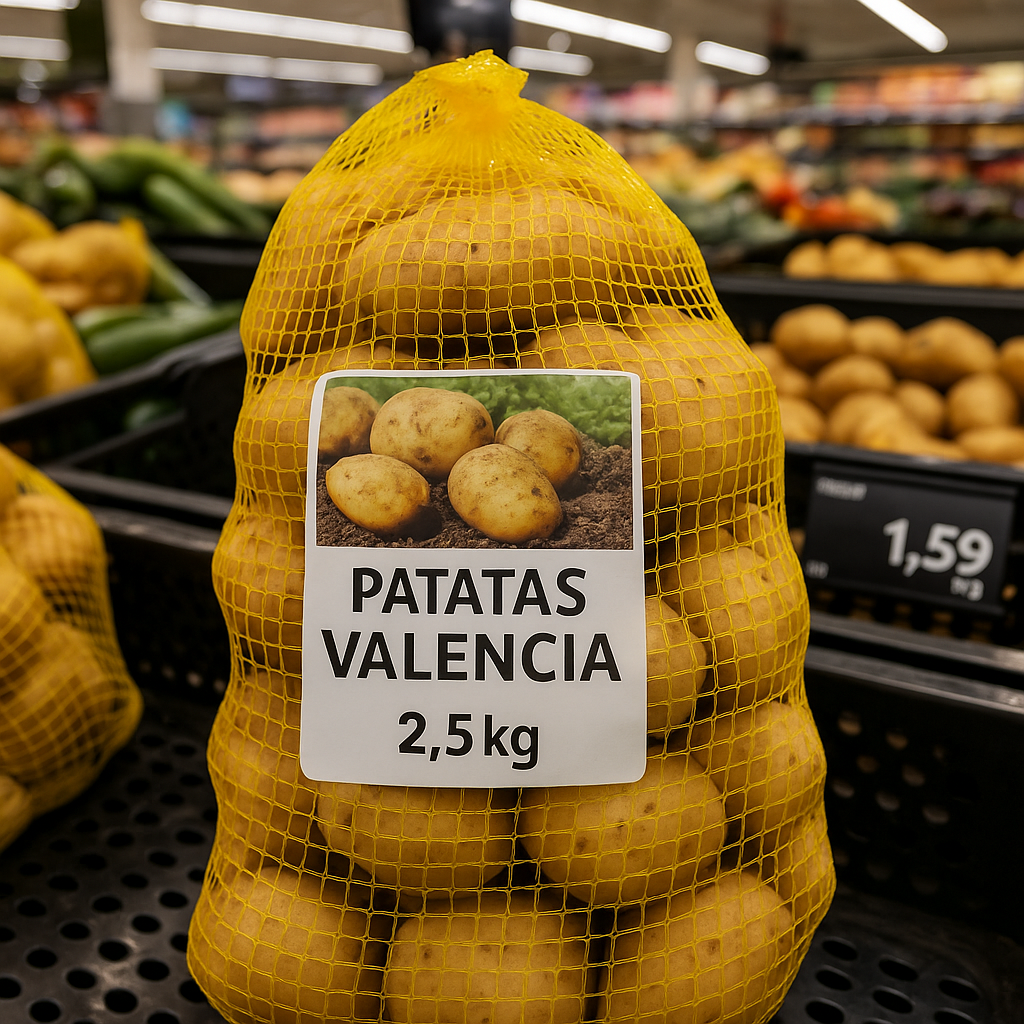 PATATAS
VALENCIA
2,5 kg
1,59